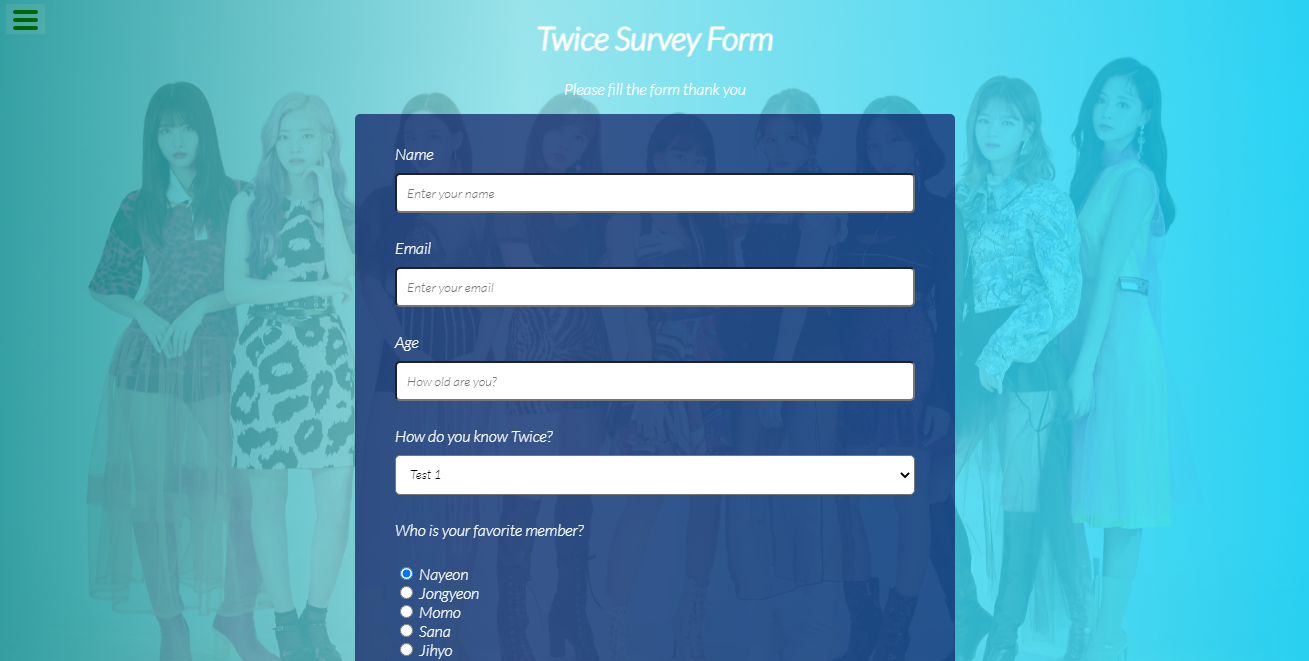 Twice Survey Form
Please fill the form thank you
Name
Enter your name
Email
Enter your email
Age
How old are you?
How do you know Twice?
Test 1
Who is your favorite member?
Nayeon
Jongyeon
Momo
Sana
Jihyo